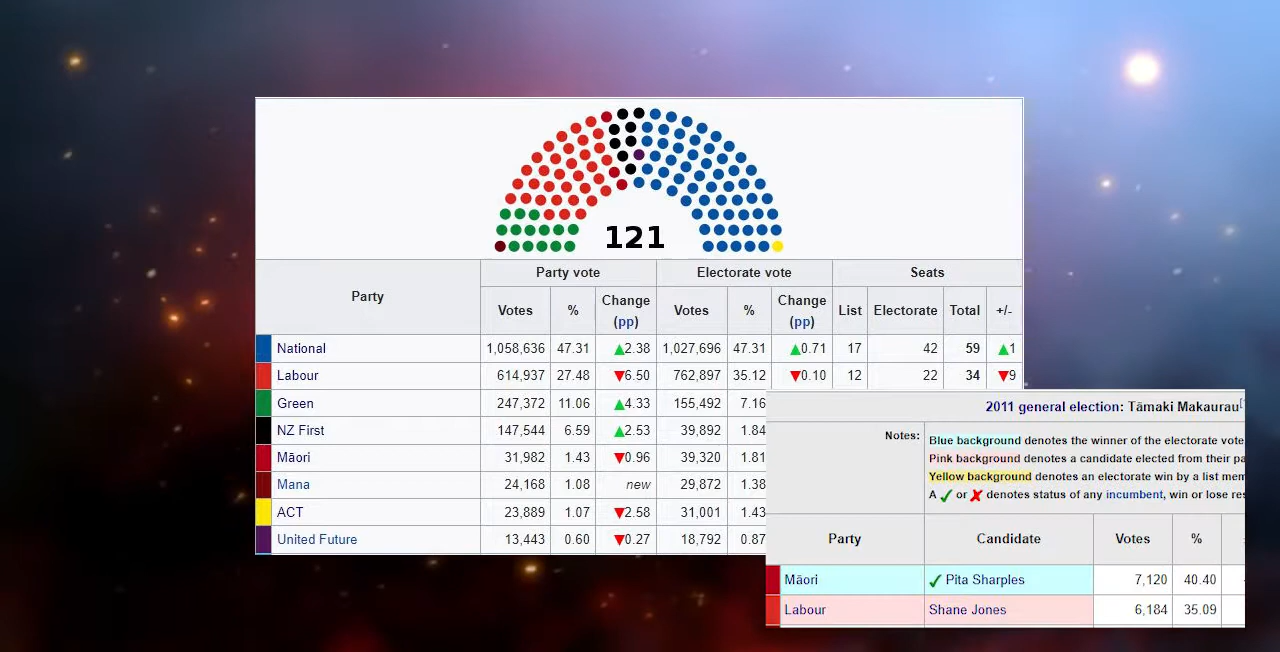 121
Party Party vote Electorate vote Seats
Votes % Change (pp) Votes % Change (pp) List Electorate Total +/-
National 1,058,636 47.31 ▲2.38 1,027,696 47.31 ▲0.71 17 42 59 ▲1
Labour 614,937 27.48 ▼6.50 762,897 35.12 ▼0.10 12 22 34 ▼9
Green 247,372 11.06 ▲4.33 155,492 7.16
NZ First 147,544 6.59 ▲2.53 39,892 1.84
Māori 31,982 1.43 ▼0.96 39,320 1.81
Mana 24,168 1.08 new 29,872 1.38
ACT 23,889 1.07 ▼2.58 31,001 1.43
United Future 13,443 0.60 ▼0.27 18,792 0.87
2011 general election: Tāmaki Makaurau
Notes: Blue background denotes the winner of the electorate vote
Pink background denotes a candidate elected from their pa
Yellow background denotes an electorate win by a list mem
A ✓ or ✗ denotes status of any incumbent, win or lose res
Party Candidate Votes %
Māori ✓ Pita Sharples 7,120 40.40
Labour Shane Jones 6,184 35.09